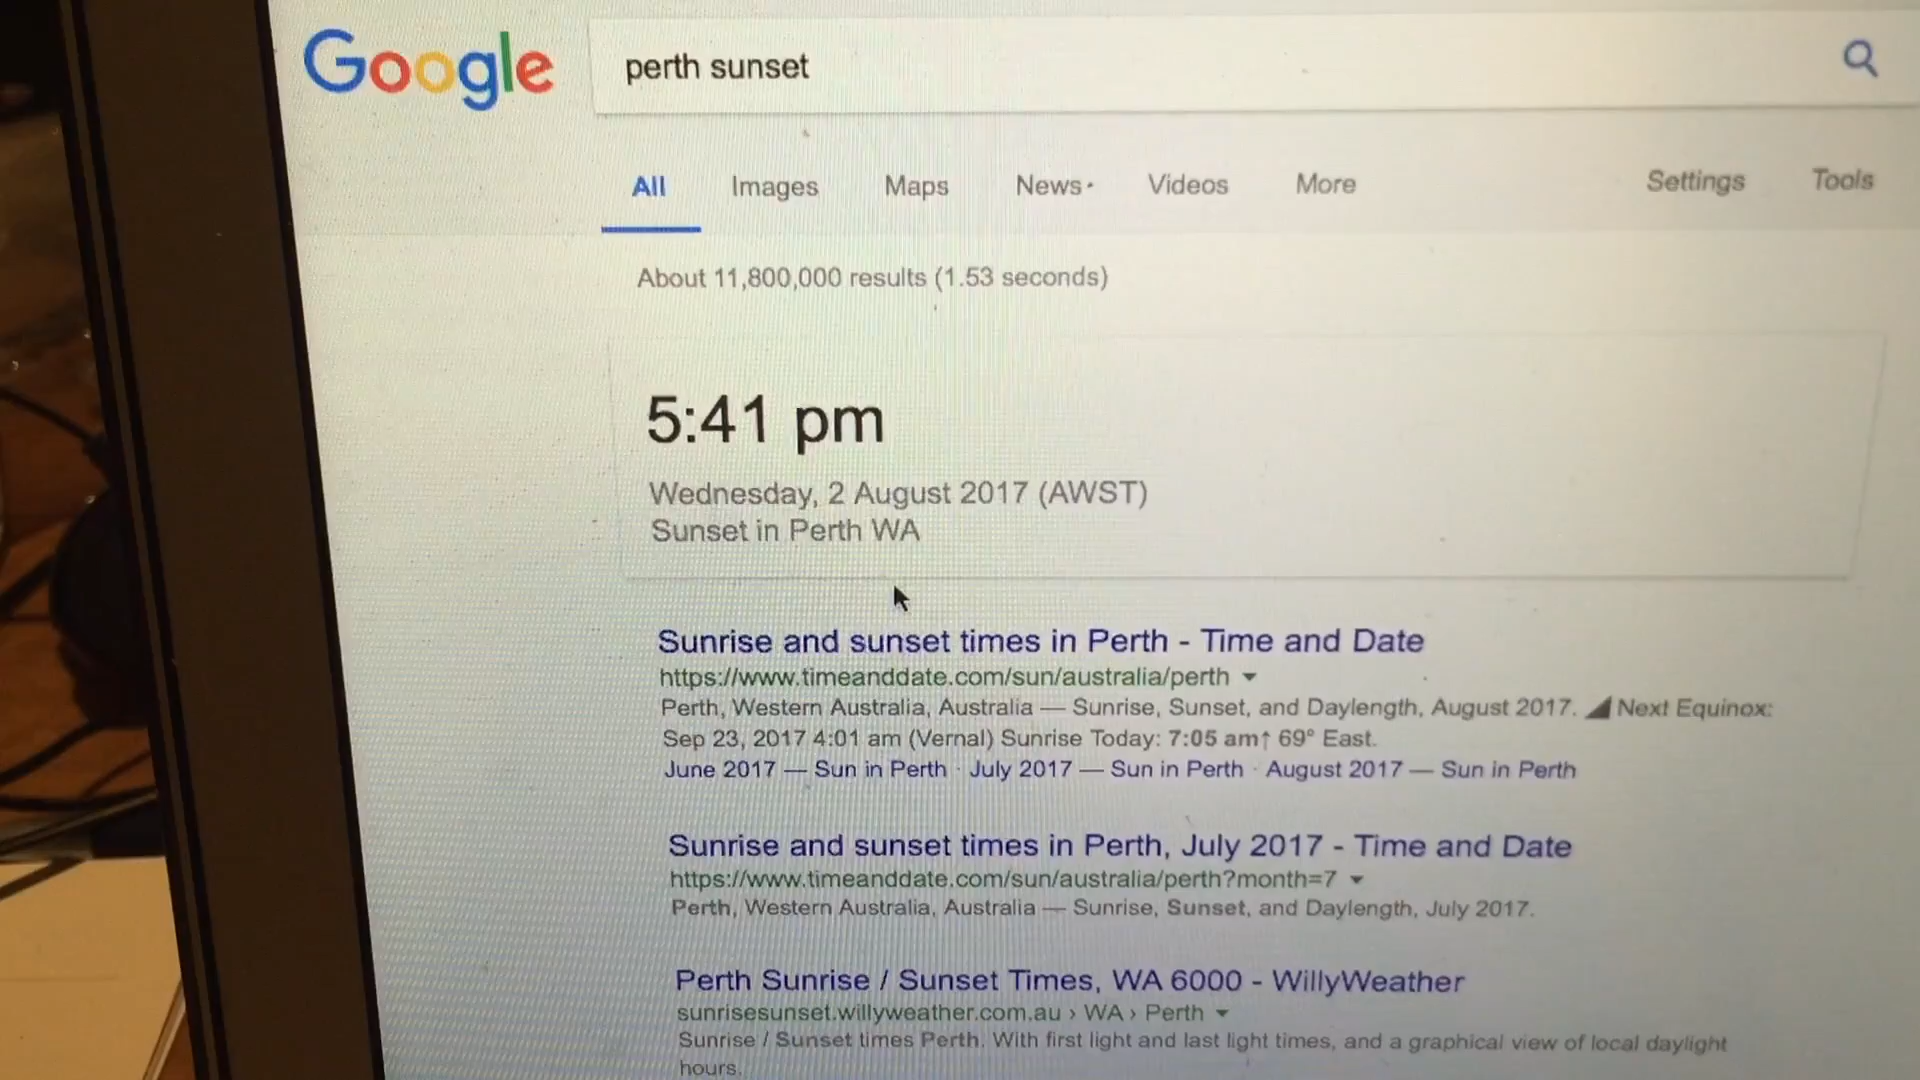 Google
perth sunset
All Images Maps News Videos More Settings Tools
About 11,800,000 results (1.53 seconds)
5:41 pm
Wednesday, 2 August 2017 (AWST)
Sunset in Perth WA
Sunrise and sunset times in Perth - Time and Date
https://www.timeanddate.com/sun/australia/perth
Perth, Western Australia, Australia — Sunrise, Sunset, and Daylength, August 2017. Next Equinox:
Sep 23, 2017 4:01 am (Vernal) Sunrise Today: 7:05 am↑ 69° East.
June 2017 — Sun in Perth · July 2017 — Sun in Perth · August 2017 — Sun in Perth
Sunrise and sunset times in Perth, July 2017 - Time and Date
https://www.timeanddate.com/sun/australia/perth?month=7
Perth, Western Australia, Australia — Sunrise, Sunset, and Daylength, July 2017.
Perth Sunrise / Sunset Times, WA 6000 - WillyWeather
sunrisesunset.willyweather.com.au › WA › Perth
Sunrise / Sunset times Perth. With first light and last light times, and a graphical view of local daylight
hours.